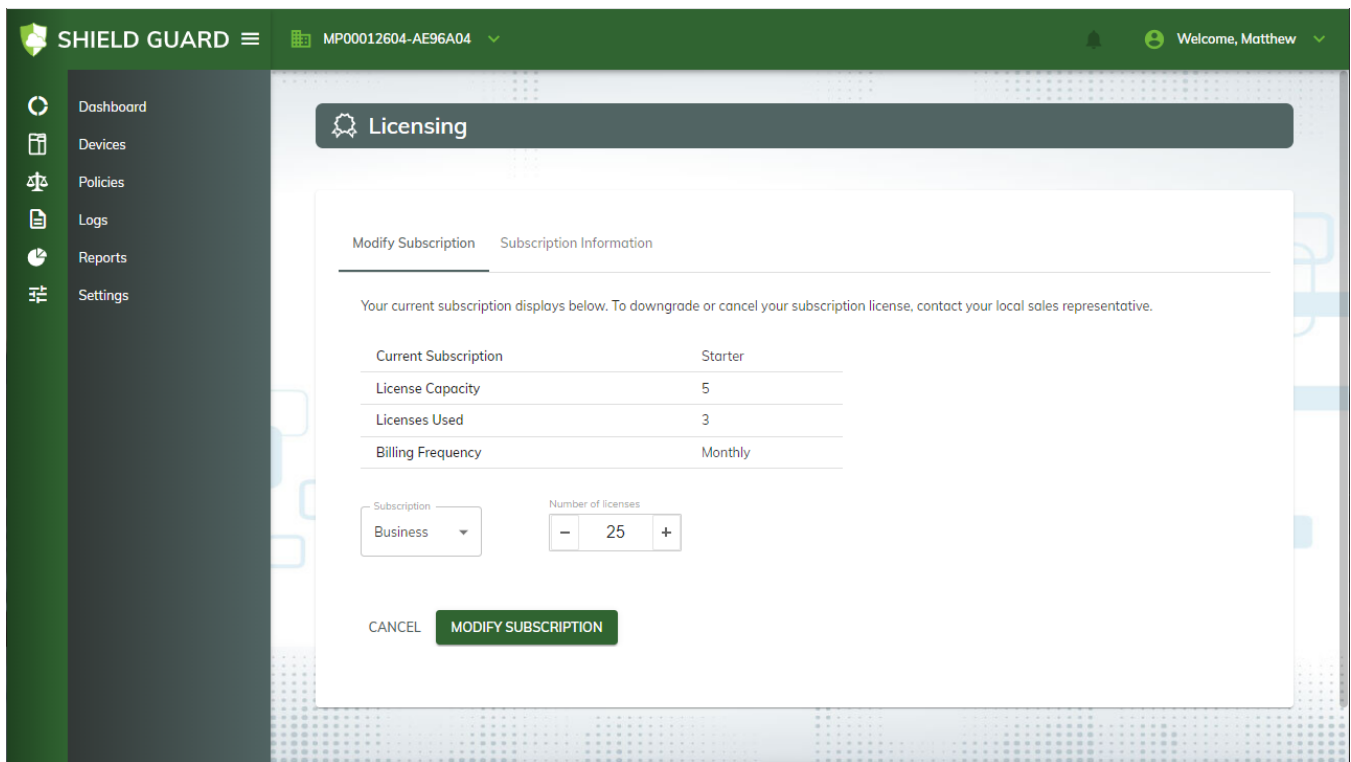 SHIELD GUARD
MP00012604-AE96A04
Welcome, Matthew
Dashboard
Devices
Policies
Logs
Reports
Settings
Licensing
Modify Subscription
Subscription Information
Your current subscription displays below. To downgrade or cancel your subscription license, contact your local sales representative.
Current Subscription Starter
License Capacity 5
Licenses Used 3
Billing Frequency Monthly
Subscription
Business
Number of licenses
− 25 +
CANCEL
MODIFY SUBSCRIPTION